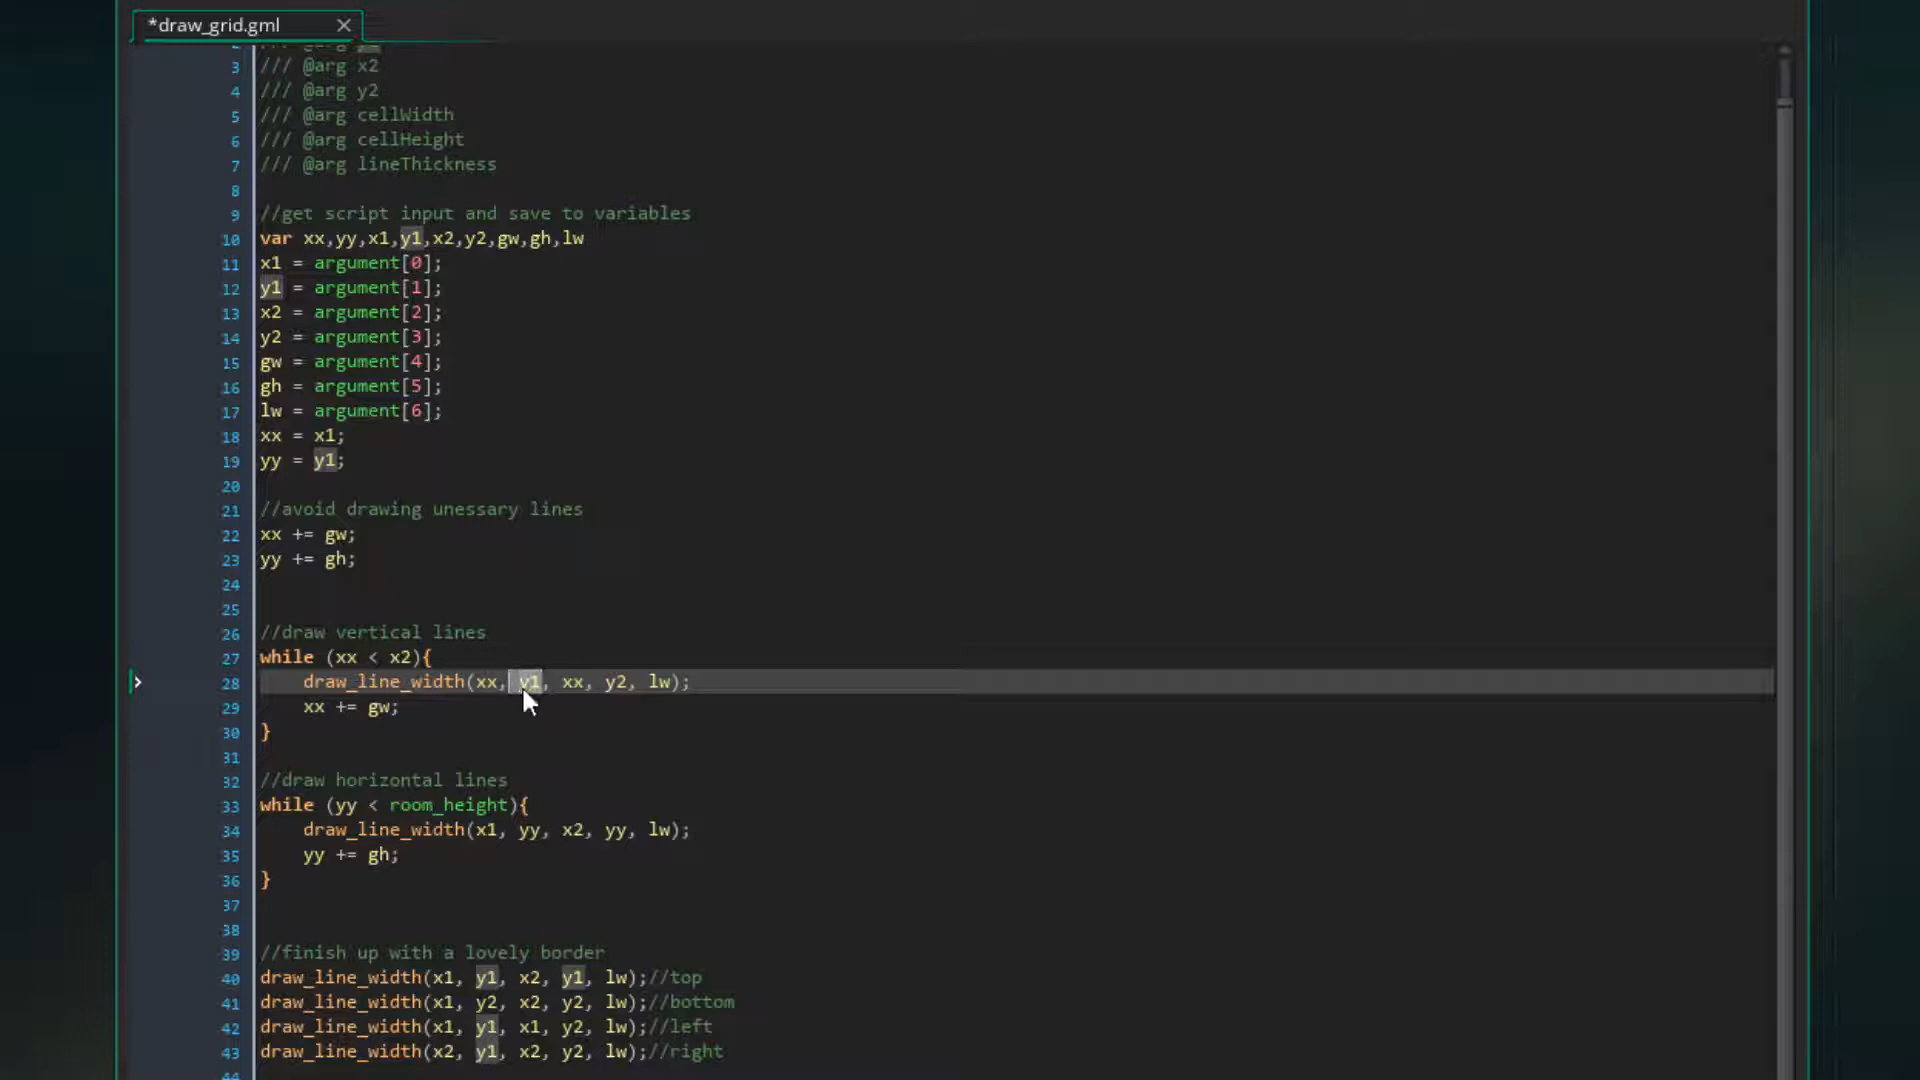 *draw_grid.gml
3 /// @arg x2
4 /// @arg y2
5 /// @arg cellWidth
6 /// @arg cellHeight
7 /// @arg lineThickness
8
9 //get script input and save to variables
10 var xx,yy,x1,y1,x2,y2,gw,gh,lw
11 x1 = argument[0];
12 y1 = argument[1];
13 x2 = argument[2];
14 y2 = argument[3];
15 gw = argument[4];
16 gh = argument[5];
17 lw = argument[6];
18 xx = x1;
19 yy = y1;
20
21 //avoid drawing unessary lines
22 xx += gw;
23 yy += gh;
24
25
26 //draw vertical lines
27 while (xx < x2){
28 draw_line_width(xx, y1, xx, y2, lw);
29 xx += gw;
30 }
31
32 //draw horizontal lines
33 while (yy < room_height){
34 draw_line_width(x1, yy, x2, yy, lw);
35 yy += gh;
36 }
37
38
39 //finish up with a lovely border
40 draw_line_width(x1, y1, x2, y1, lw);//top
41 draw_line_width(x1, y2, x2, y2, lw);//bottom
42 draw_line_width(x1, y1, x1, y2, lw);//left
43 draw_line_width(x2, y1, x2, y2, lw);//right
44